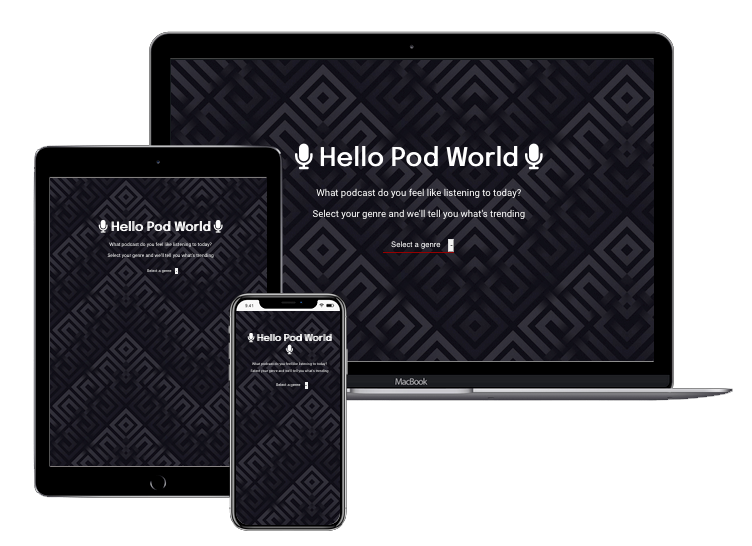 Hello Pod World
What podcast do you feel like listening to today?
Select your genre and we'll tell you what's trending
Select a genre
MacBook
Hello Pod World
What podcast do you feel like listening to today?
Select your genre and we'll tell you what's trending
Select a genre
9:41
Hello Pod World
What podcast do you feel like listening to today?
Select your genre and we'll tell you what's trending
Select a genre